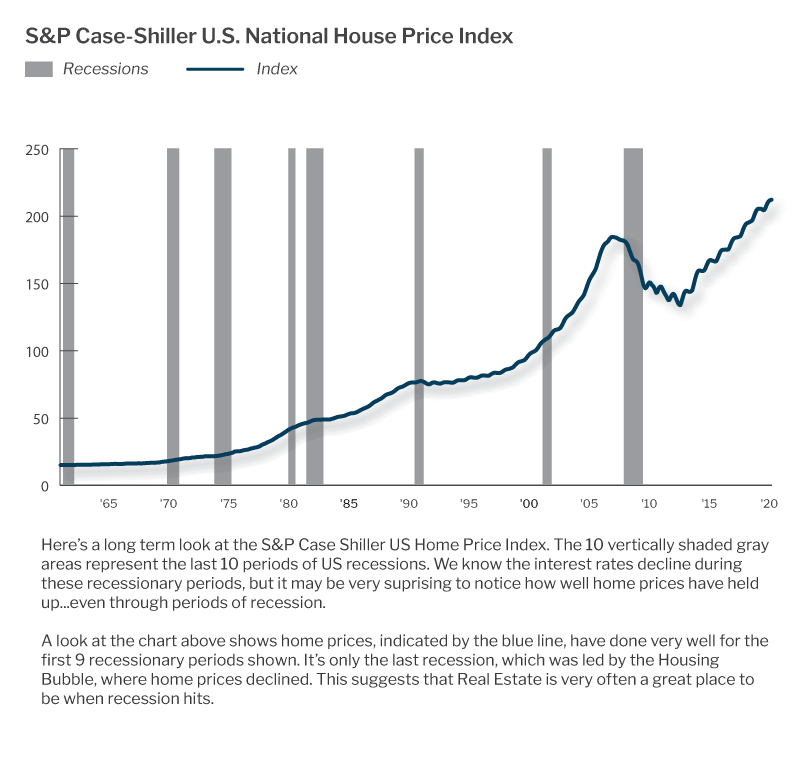 S&P Case-Shiller U.S. National House Price Index
Recessions Index
250
200
150
100
50
0
'65 '70 '75 '80 '85 '90 '95 '00 '05 '10 '15 '20
Here's a long term look at the S&P Case Shiller US Home Price Index. The 10 vertically shaded gray
areas represent the last 10 periods of US recessions. We know the interest rates decline during
these recessionary periods, but it may be very suprising to notice how well home prices have held
up...even through periods of recession.
A look at the chart above shows home prices, indicated by the blue line, have done very well for the
first 9 recessionary periods shown. It's only the last recession, which was led by the Housing
Bubble, where home prices declined. This suggests that Real Estate is very often a great place to
be when recession hits.